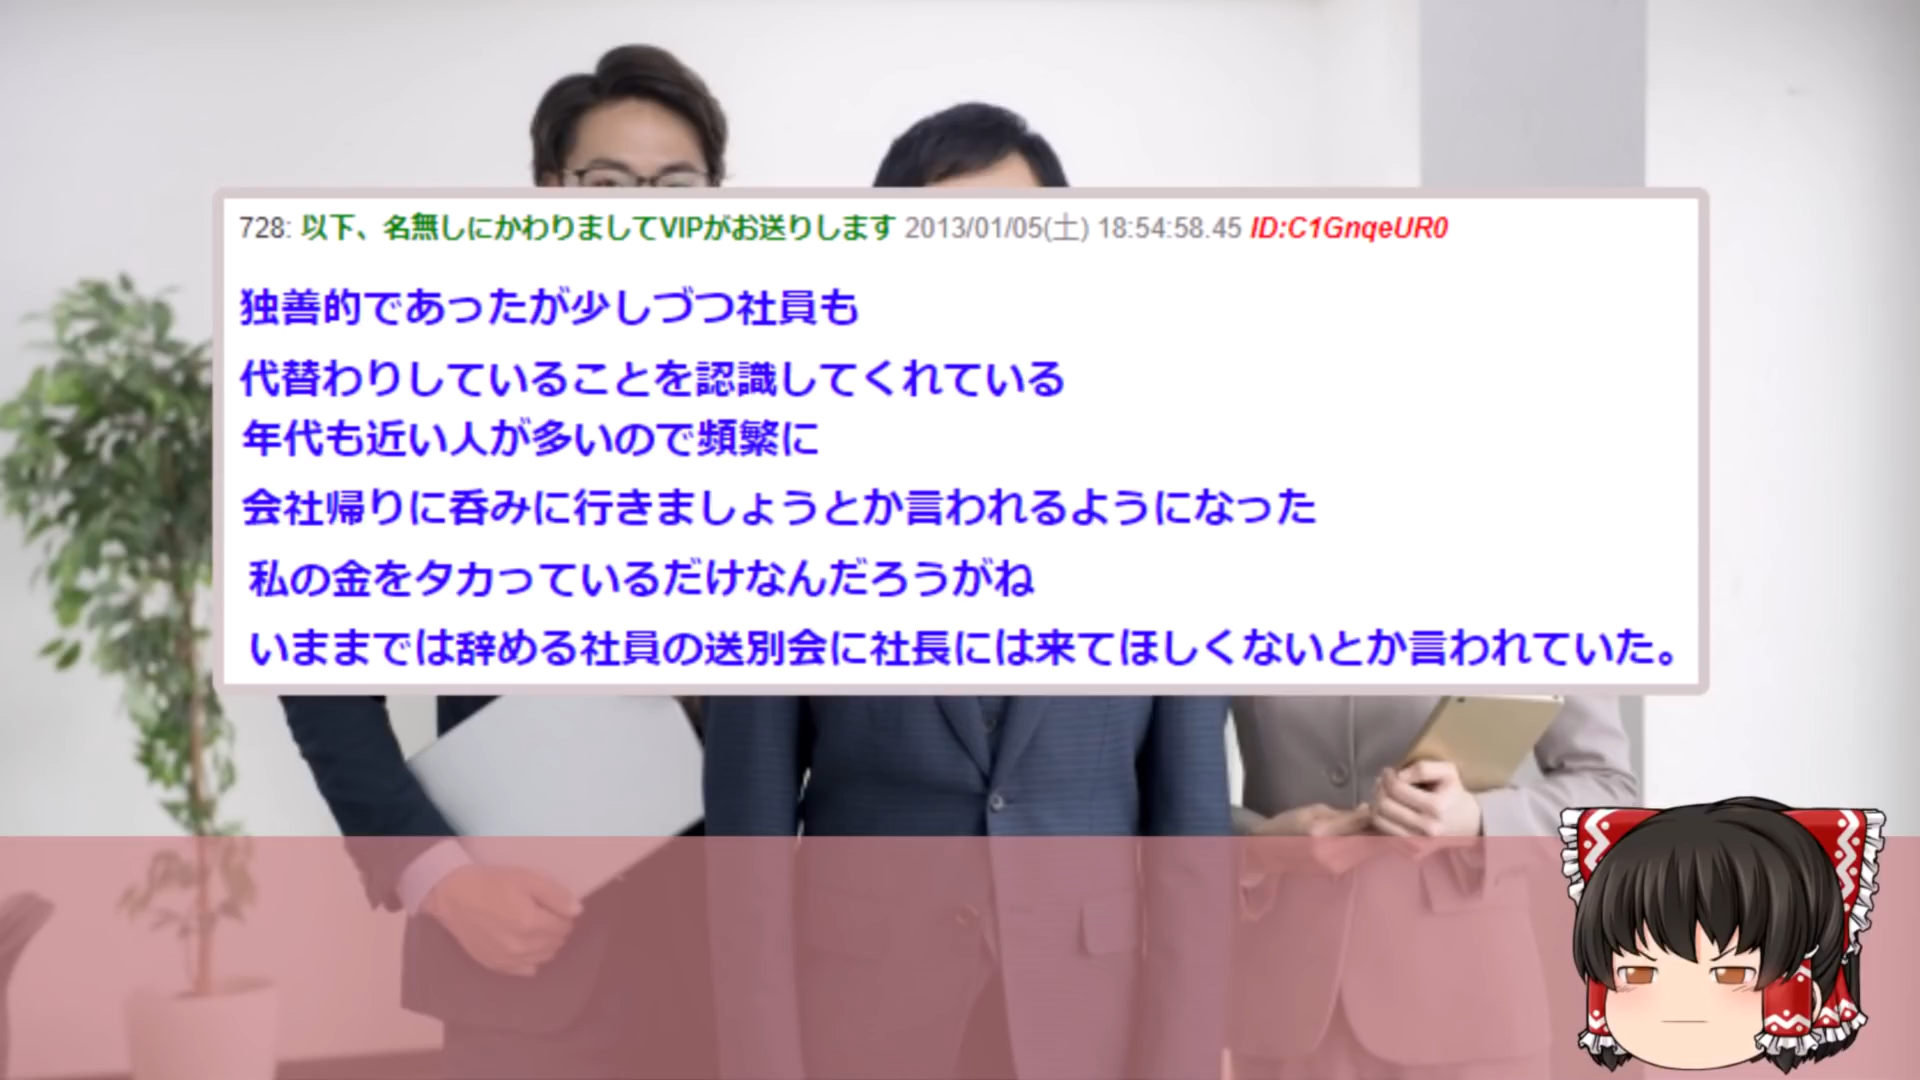 728: 以下、名無しにかわりましてVIPがお送りします 2013/01/05(土) 18:54:58.45 ID:C1GnqeUR0
独善的であったが少しづつ社員も
代替わりしていることを認識してくれている
年代も近い人が多いので頻繁に
会社帰りに呑みに行きましょうとか言われるようになった
私の金をタカっているだけなんだろうがね
いままでは辞める社員の送別会に社長には来てほしくないとか言われていた。